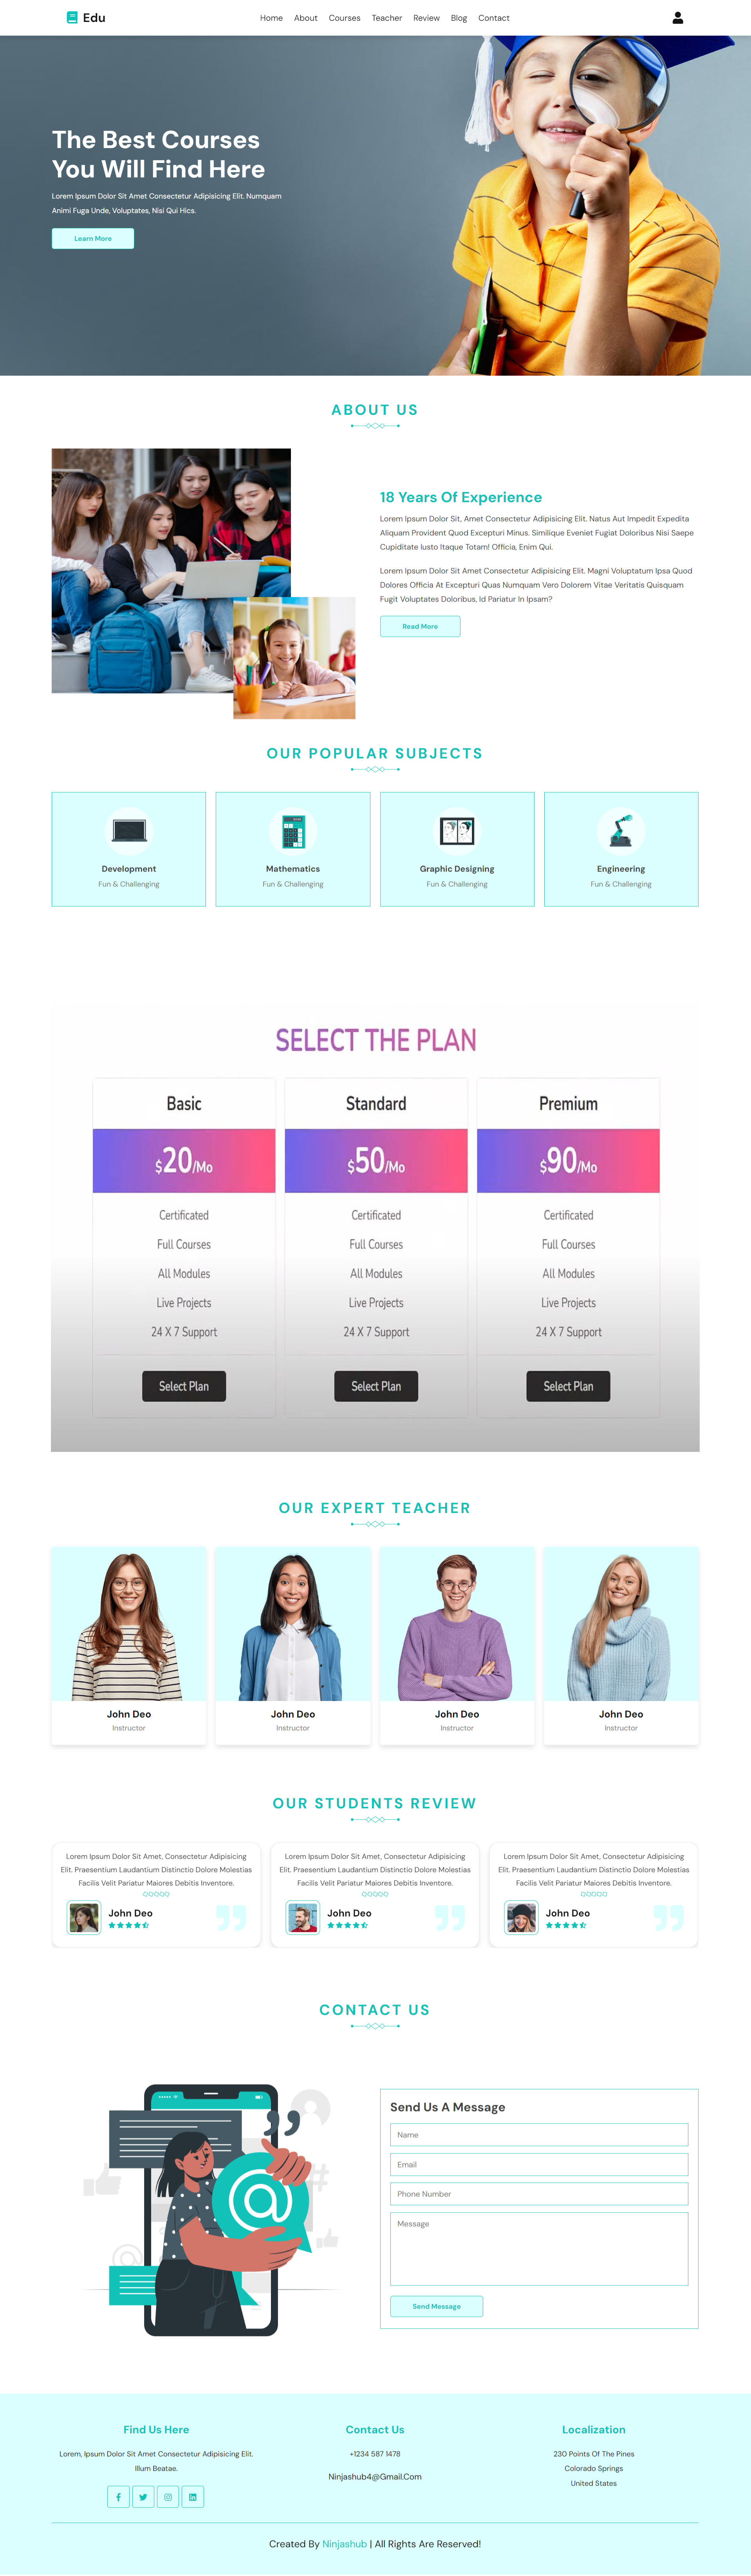 Edu
Home About Courses Teacher Review Blog Contact
The Best Courses
You Will Find Here
Lorem Ipsum Dolor Sit Amet Consectetur Adipisicing Elit. Numquam
Animi Fuga Unde, Voluptates, Nisi Qui Hics.
Learn More
ABOUT US
18 Years Of Experience
Lorem Ipsum Dolor Sit, Amet Consectetur Adipisicing Elit. Natus Aut Impedit Expedita
Aliquam Provident Quod Excepturi Minus. Similique Eveniet Fugiat Doloribus Nisi Saepe
Cupiditate Iusto Itaque Totam! Officia, Enim Qui.
Lorem Ipsum Dolor Sit Amet Consectetur Adipisicing Elit. Magni Voluptatum Ipsa Quod
Dolores Officia At Excepturi Quas Numquam Vero Dolorem Vitae Veritatis Quisquam
Fugit Voluptates Doloribus, Id Pariatur In Ipsam?
Read More
OUR POPULAR SUBJECTS
Development
Fun & Challenging
Mathematics
Fun & Challenging
Graphic Designing
Fun & Challenging
Engineering
Fun & Challenging
SELECT THE PLAN
Basic
$20/Mo
Certificated
Full Courses
All Modules
Live Projects
24 X 7 Support
Select Plan
Standard
$50/Mo
Certificated
Full Courses
All Modules
Live Projects
24 X 7 Support
Select Plan
Premium
$90/Mo
Certificated
Full Courses
All Modules
Live Projects
24 X 7 Support
Select Plan
OUR EXPERT TEACHER
John Deo
Instructor
John Deo
Instructor
John Deo
Instructor
John Deo
Instructor
OUR STUDENTS REVIEW
Lorem Ipsum Dolor Sit Amet, Consectetur Adipisicing
Elit. Praesentium Laudantium Distinctio Dolore Molestias
Facilis Velit Pariatur Maiores Debitis Inventore.
John Deo
Lorem Ipsum Dolor Sit Amet, Consectetur Adipisicing
Elit. Praesentium Laudantium Distinctio Dolore Molestias
Facilis Velit Pariatur Maiores Debitis Inventore.
John Deo
Lorem Ipsum Dolor Sit Amet, Consectetur Adipisicing
Elit. Praesentium Laudantium Distinctio Dolore Molestias
Facilis Velit Pariatur Maiores Debitis Inventore.
John Deo
CONTACT US
Send Us A Message
Name
Email
Phone Number
Message
Send Message
Find Us Here
Lorem, Ipsum Dolor Sit Amet Consectetur Adipisicing Elit.
Illum Beatae.
Contact Us
+1234 587 1478
Ninjashub4@Gmail.Com
Localization
230 Points Of The Pines
Colorado Springs
United States
Created By Ninjashub | All Rights Are Reserved!